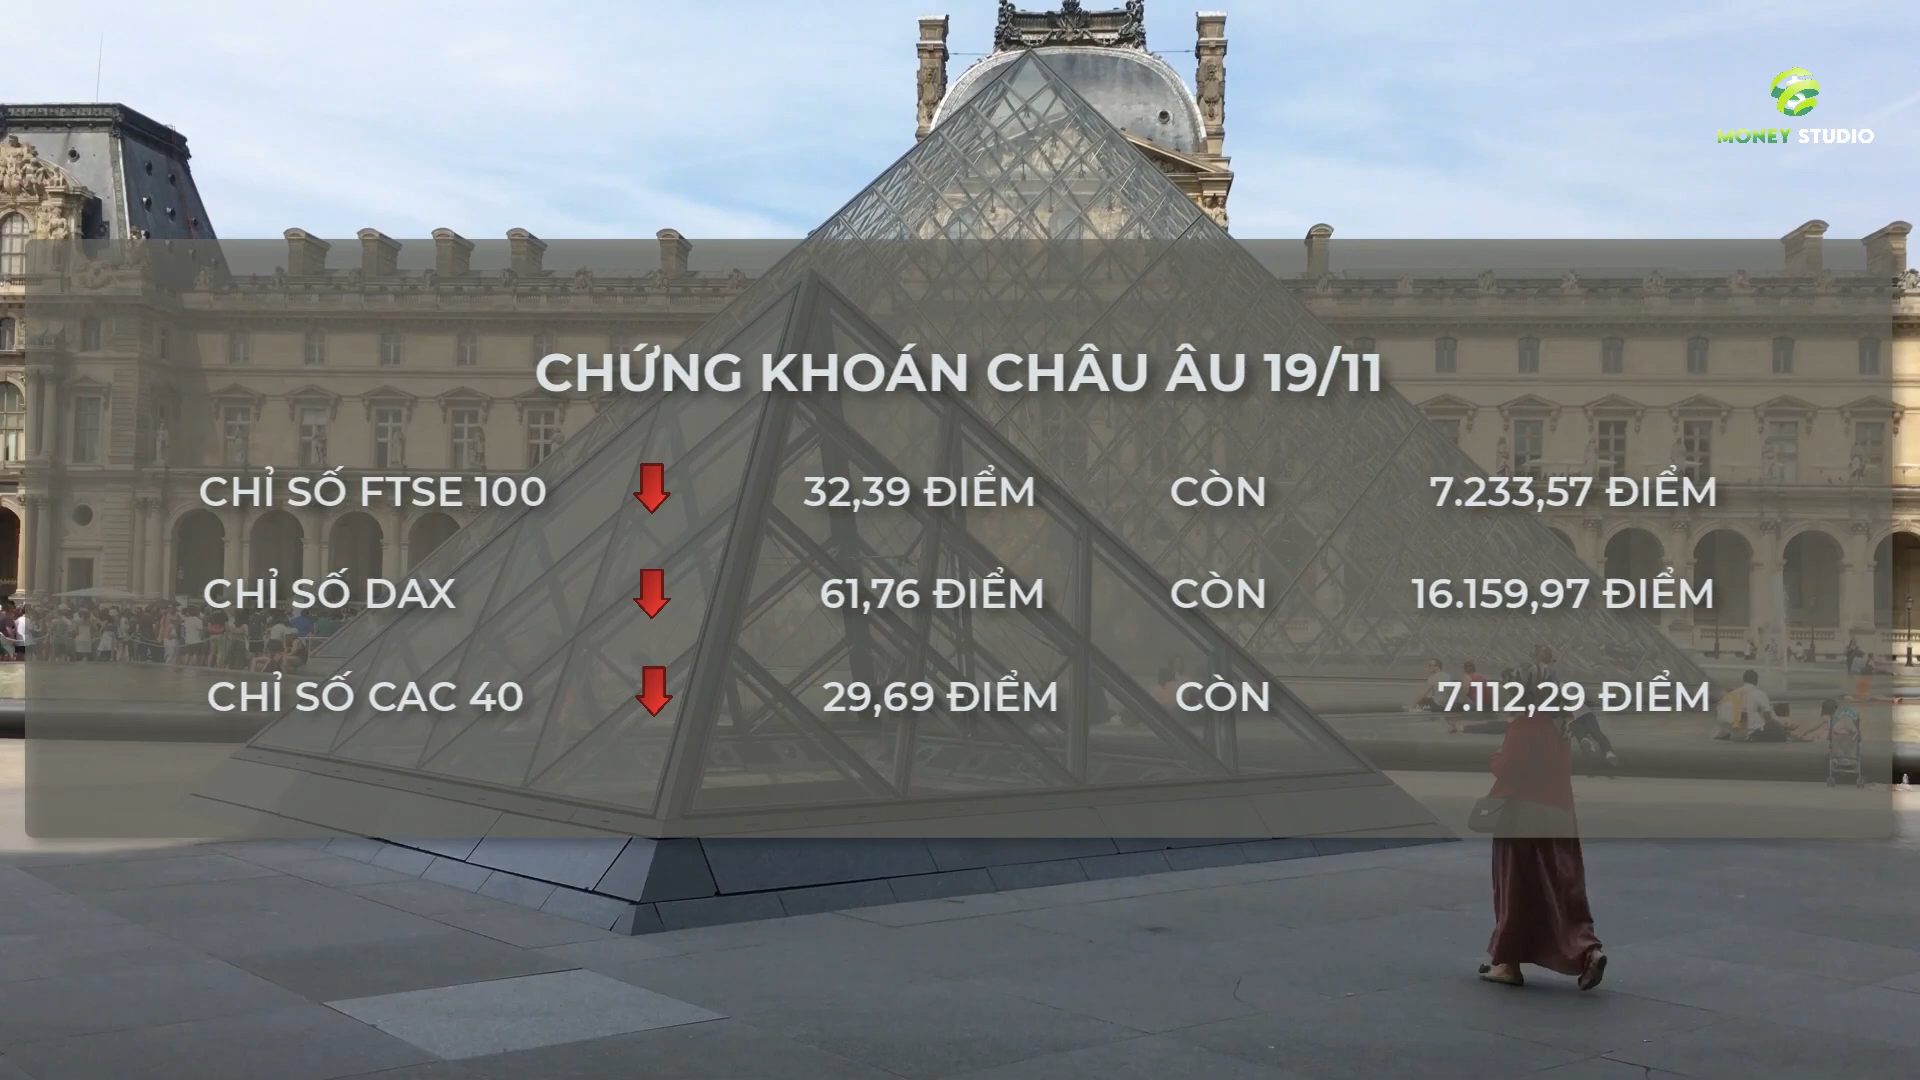 MONEY STUDIO
CHỨNG KHOÁN CHÂU ÂU 19/11
CHỈ SỐ FTSE 100 32,39 ĐIỂM CÒN 7.233,57 ĐIỂM
CHỈ SỐ DAX 61,76 ĐIỂM CÒN 16.159,97 ĐIỂM
CHỈ SỐ CAC 40 29,69 ĐIỂM CÒN 7.112,29 ĐIỂM